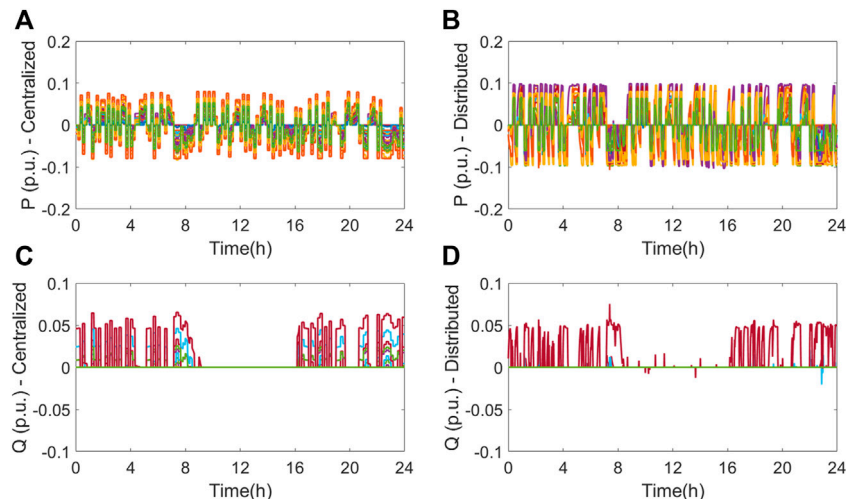 A
P (p.u.) - Centralized
0.2
0.1
0
-0.1
-0.2
0 4 8 12 16 20 24
Time(h)
B
P (p.u.) - Distributed
0.2
0.1
0
-0.1
-0.2
0 4 8 12 16 20 24
Time(h)
C
Q (p.u.) - Centralized
0.1
0.05
0
-0.05
-0.1
0 4 8 12 16 20 24
Time(h)
D
Q (p.u.) - Distributed
0.1
0.05
0
-0.05
-0.1
0 4 8 12 16 20 24
Time(h)